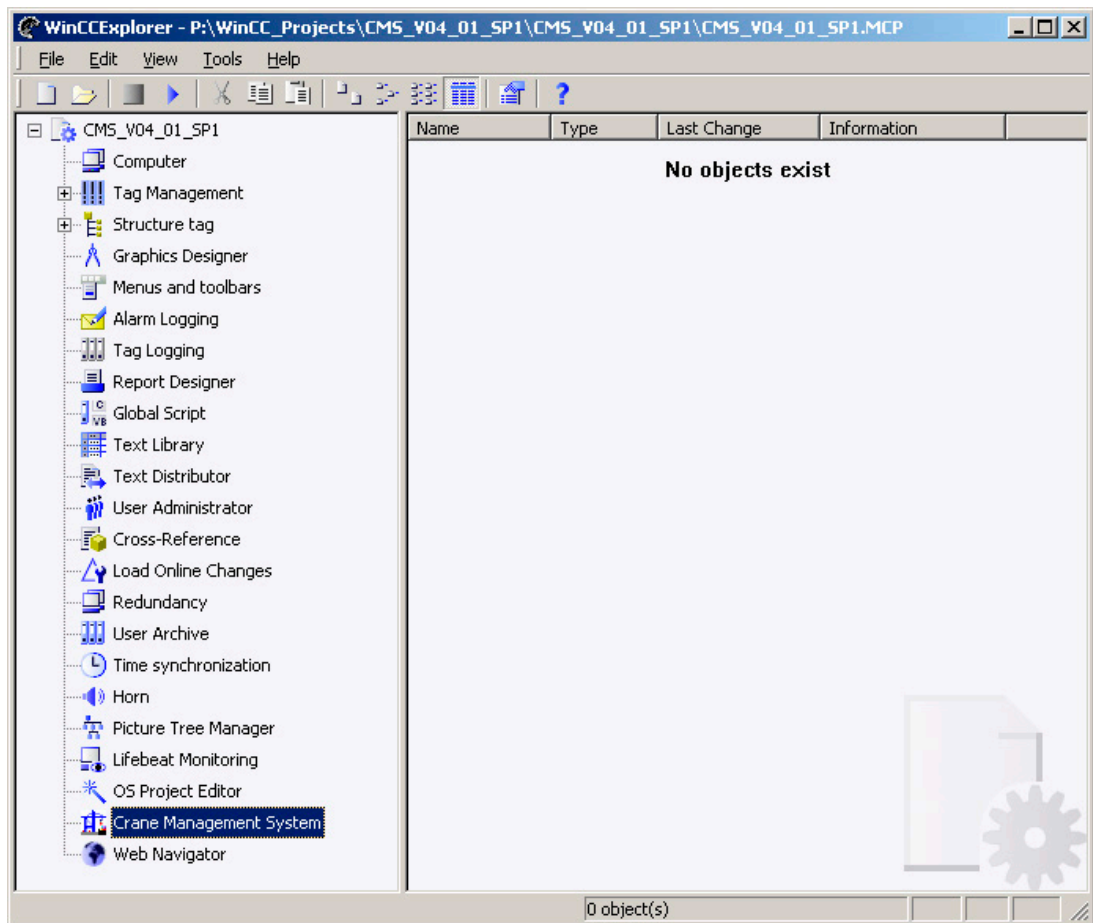 WinCCExplorer - P:\WinCC_Projects\CMS_V04_01_SP1\CMS_V04_01_SP1\CMS_V04_01_SP1.MCP
File Edit View Tools Help
CMS_V04_01_SP1
Name Type Last Change Information
No objects exist
Computer
Tag Management
Structure tag
Graphics Designer
Menus and toolbars
Alarm Logging
Tag Logging
Report Designer
Global Script
Text Library
Text Distributor
User Administrator
Cross-Reference
Load Online Changes
Redundancy
User Archive
Time synchronization
Horn
Picture Tree Manager
Lifebeat Monitoring
OS Project Editor
Crane Management System
Web Navigator
0 object(s)